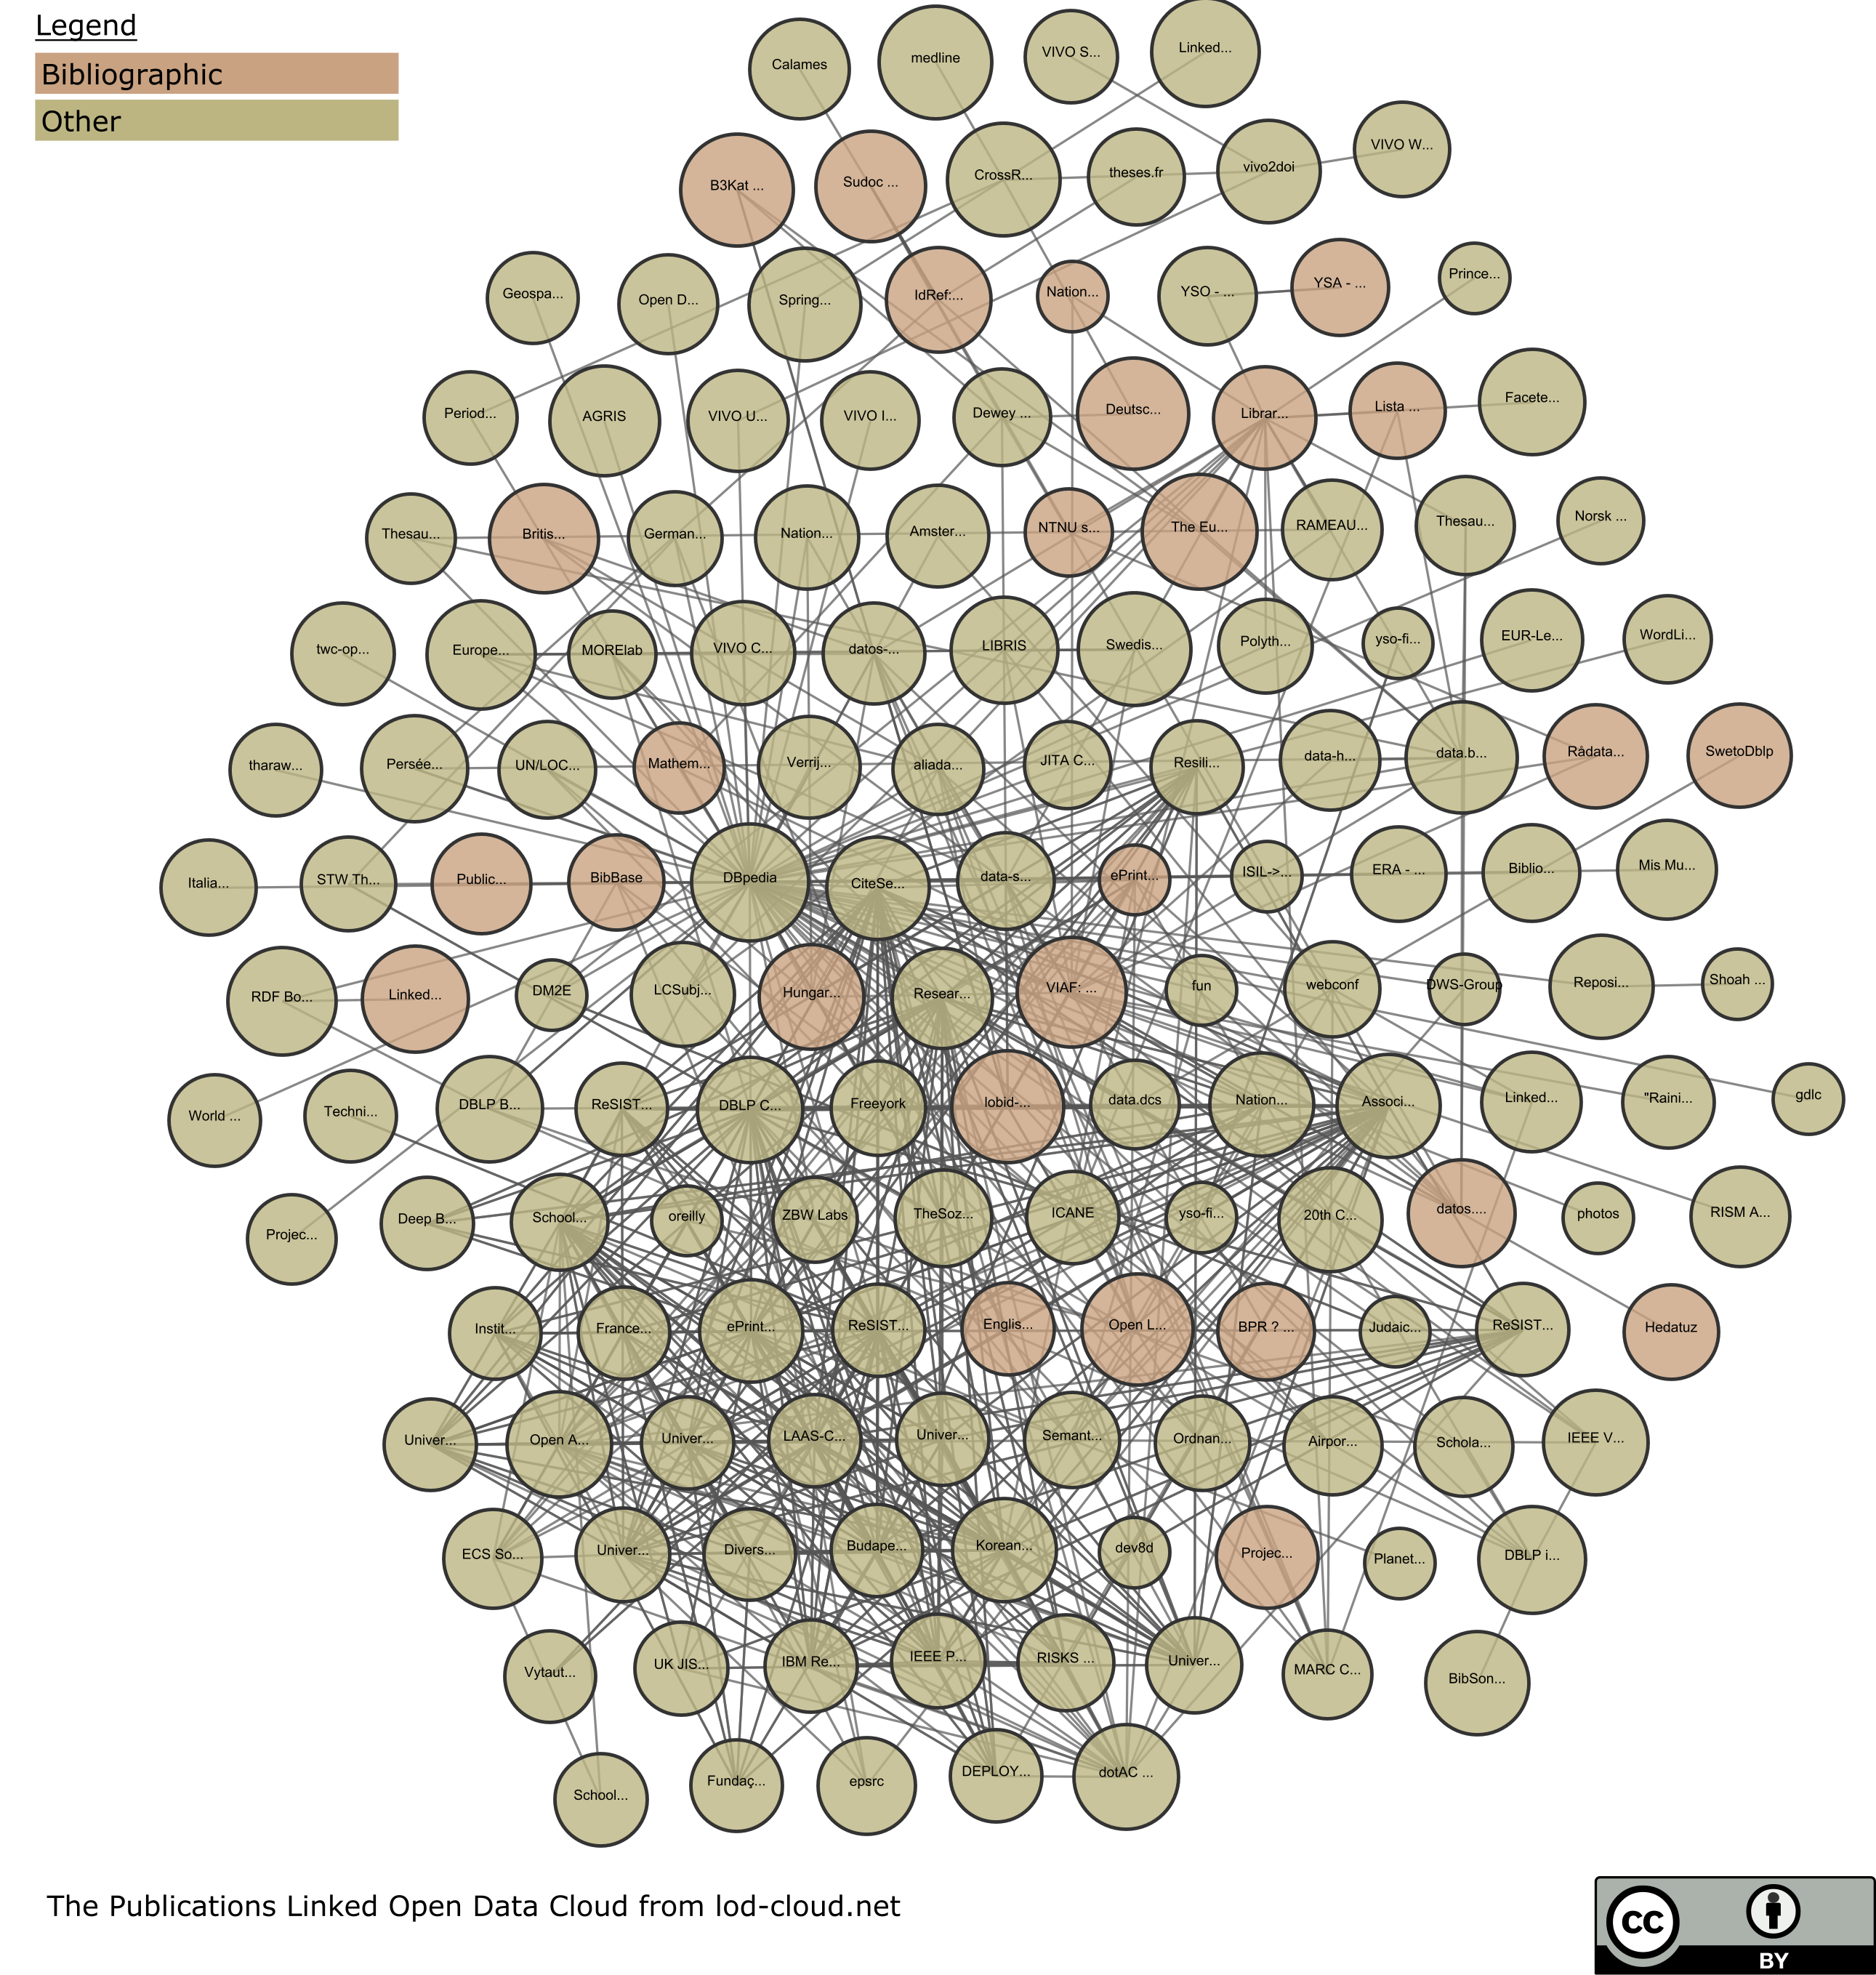 Legend
Bibliographic
Other
Calames
medline
VIVO S...
Linked...
B3Kat ...
Sudoc ...
CrossR...
theses.fr
vivo2doi
VIVO W...
Geospa...
Open D...
Spring...
IdRef:...
Nation...
YSO - ...
YSA - ...
Prince...
Period...
AGRIS
VIVO U...
VIVO I...
Dewey ...
Deutsc...
Librar...
Lista ...
Facete...
Thesau...
Britis...
German...
Nation...
Amster...
NTNU s...
The Eu...
RAMEAU...
Thesau...
Norsk ...
twc-op...
Europe...
MORElab
VIVO C...
datos-...
LIBRIS
Swedis...
Polyth...
yso-fi...
EUR-Le...
WordLi...
tharaw...
Persée...
UN/LOC...
Mathem...
Verrij...
aliada...
JITA C...
Resili...
data-h...
data.b...
Rådata...
SwetoDblp
Italia...
STW Th...
Public...
BibBase
DBpedia
CiteSe...
data-s...
ePrint...
ISIL->...
ERA - ...
Biblio...
Mis Mu...
RDF Bo...
Linked...
DM2E
LCSubj...
Hungar...
Resear...
VIAF: ...
fun
webconf
DWS-Group
Reposi...
Shoah ...
World ...
Techni...
DBLP B...
ReSIST...
DBLP C...
Freeyork
lobid-...
data.dcs
Nation...
Associ...
Linked...
"Raini...
gdlc
Projec...
Deep B...
School...
oreilly
ZBW Labs
TheSoz...
ICANE
yso-fi...
20th C...
datos....
photos
RISM A...
Instit...
France...
ePrint...
ReSIST...
Englis...
Open L...
BPR ? ...
Judaic...
ReSIST...
Hedatuz
Univer...
Open A...
Univer...
LAAS-C...
Univer...
Semant...
Ordnan...
Airpor...
Schola...
IEEE V...
ECS So...
Univer...
Divers...
Budape...
Korean...
dev8d
Projec...
Planet...
DBLP i...
Vytaut...
UK JIS...
IBM Re...
IEEE P...
RISKS ...
Univer...
MARC C...
BibSon...
School...
Fundaç...
epsrc
DEPLOY...
dotAC ...
The Publications Linked Open Data Cloud from lod-cloud.net
cc
BY